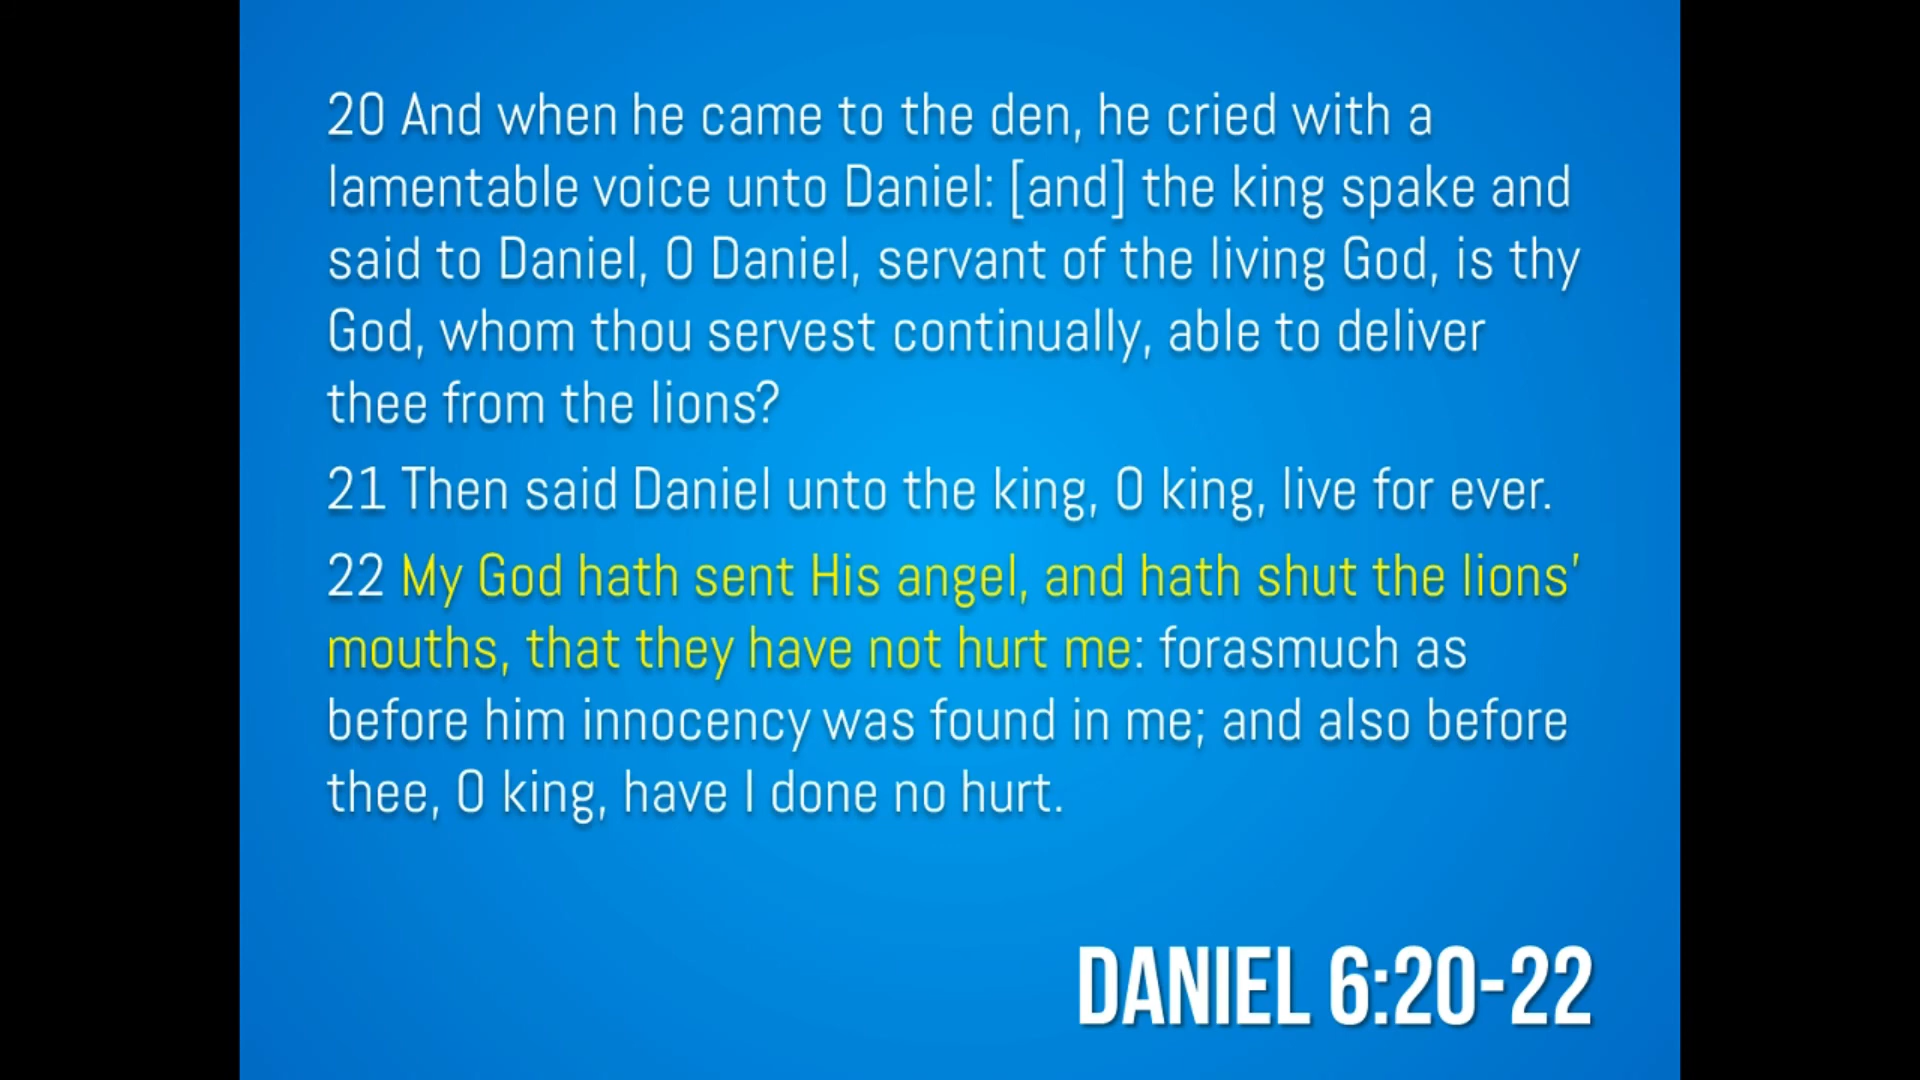 20 And when he came to the den, he cried with a
lamentable voice unto Daniel: [and] the king spake and
said to Daniel, O Daniel, servant of the living God, is thy
God, whom thou servest continually, able to deliver
thee from the lions?
21 Then said Daniel unto the king, O king, live for ever.
22 My God hath sent His angel, and hath shut the lions’
mouths, that they have not hurt me: forasmuch as
before him innocency was found in me; and also before
thee, O king, have I done no hurt.
DANIEL 6:20-22